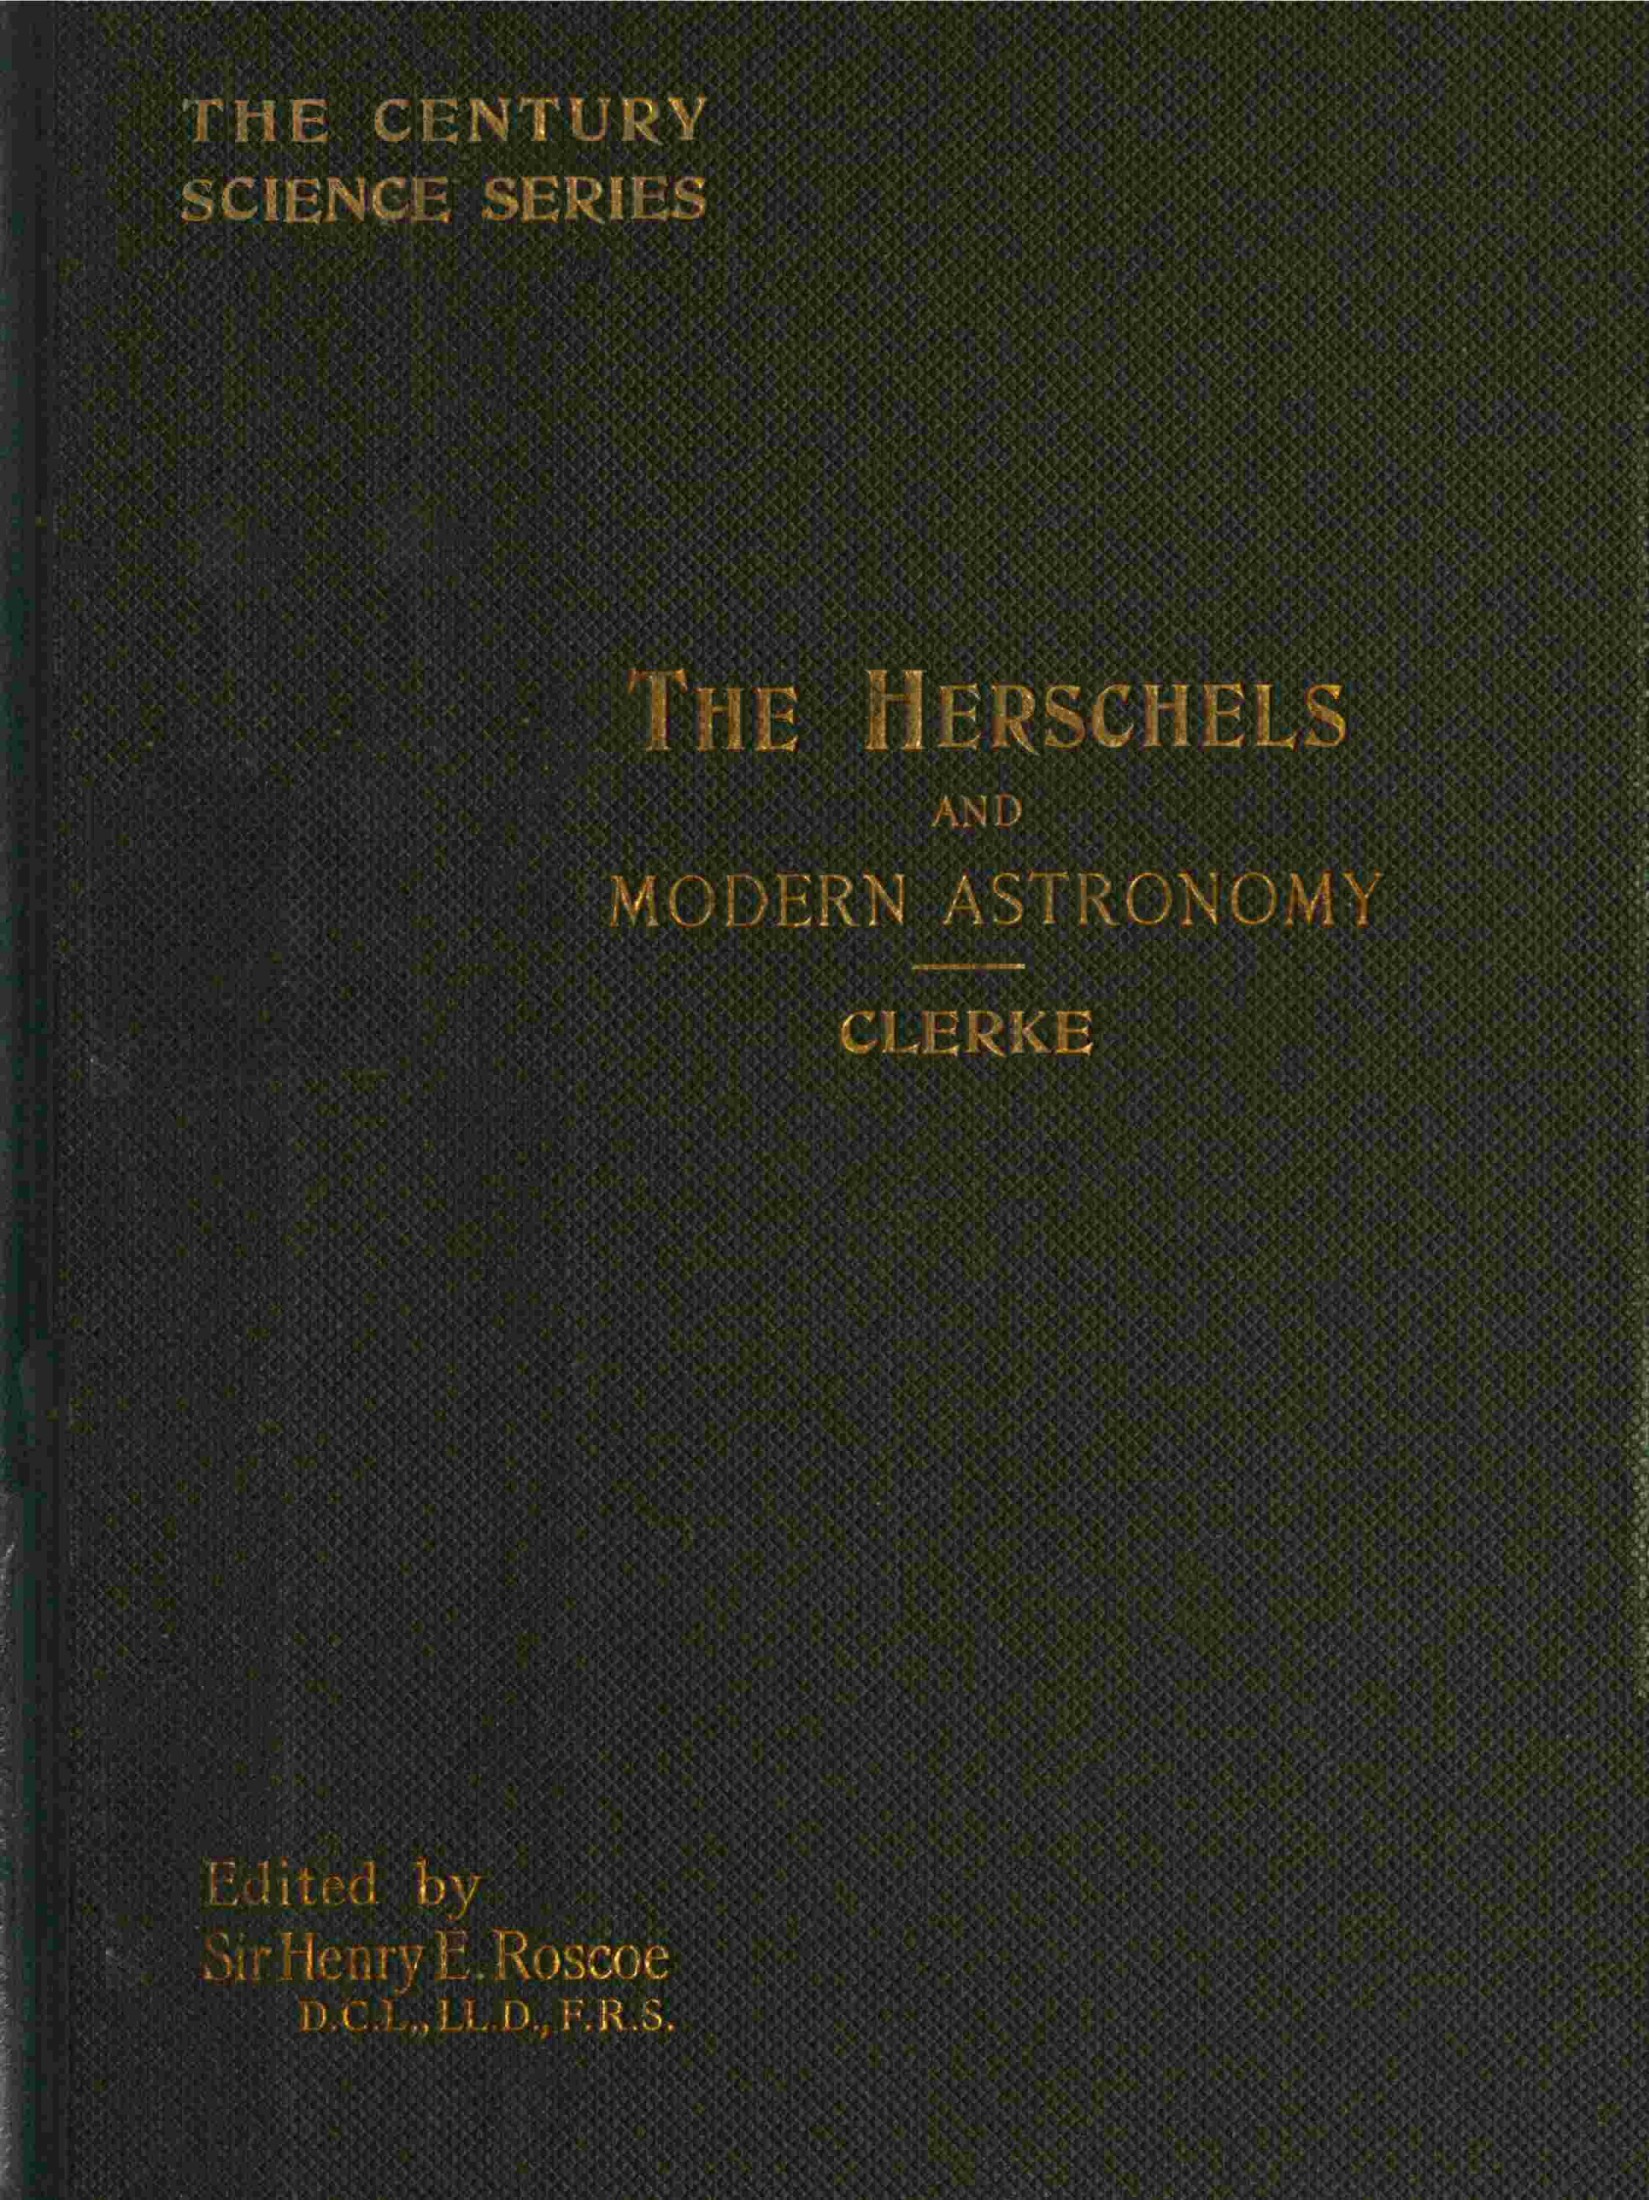 THE CENTURY
SCIENCE SERIES
THE HERSCHELS
AND
MODERN ASTRONOMY
CLERKE
Edited by
Sir Henry E. Roscoe
D.C.L., LL.D., F.R.S.